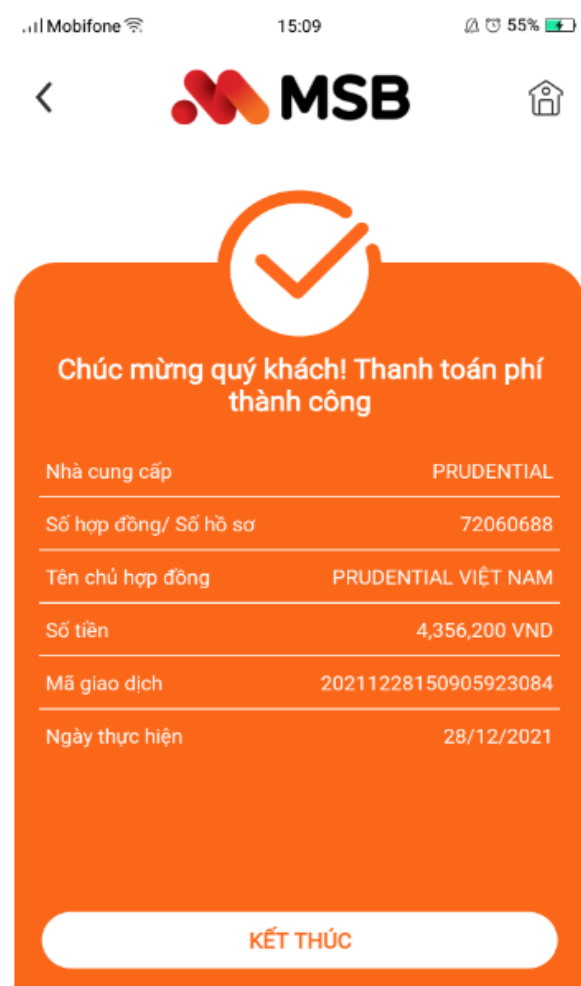 Mobifone 15:09 55%
MSB
Chúc mừng quý khách! Thanh toán phí
thành công
Nhà cung cấp PRUDENTIAL
Số hợp đồng/ Số hồ sơ 72060688
Tên chủ hợp đồng PRUDENTIAL VIỆT NAM
Số tiền 4,356,200 VND
Mã giao dịch 20211228150905923084
Ngày thực hiện 28/12/2021
KẾT THÚC